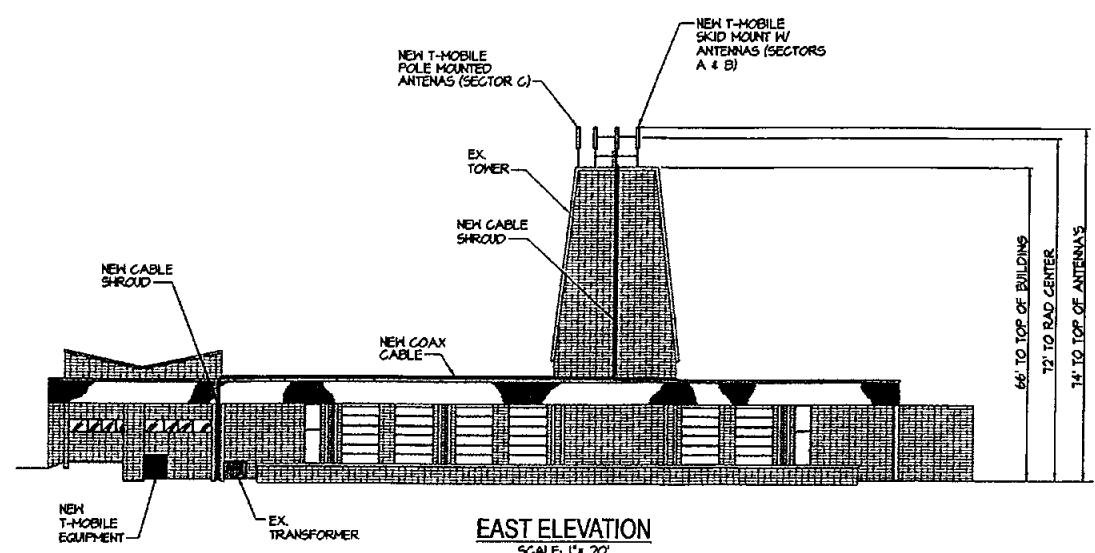 NEW T-MOBILE
SKID MOUNT W/
ANTENNAS (SECTORS
A & B)
NEW T-MOBILE
POLE MOUNTED
ANTENAS (SECTOR C)
EX.
TOWER
NEW CABLE
SHROUD
NEW CABLE
SHROUD
NEW COAX
CABLE
66' TO TOP OF BUILDING
72' TO RAD CENTER
74' TO TOP OF ANTENNA'S
NEW
T-MOBILE
EQUIPMENT
EX.
TRANSFORMER
EAST ELEVATION
SCALE: 1"= 20'